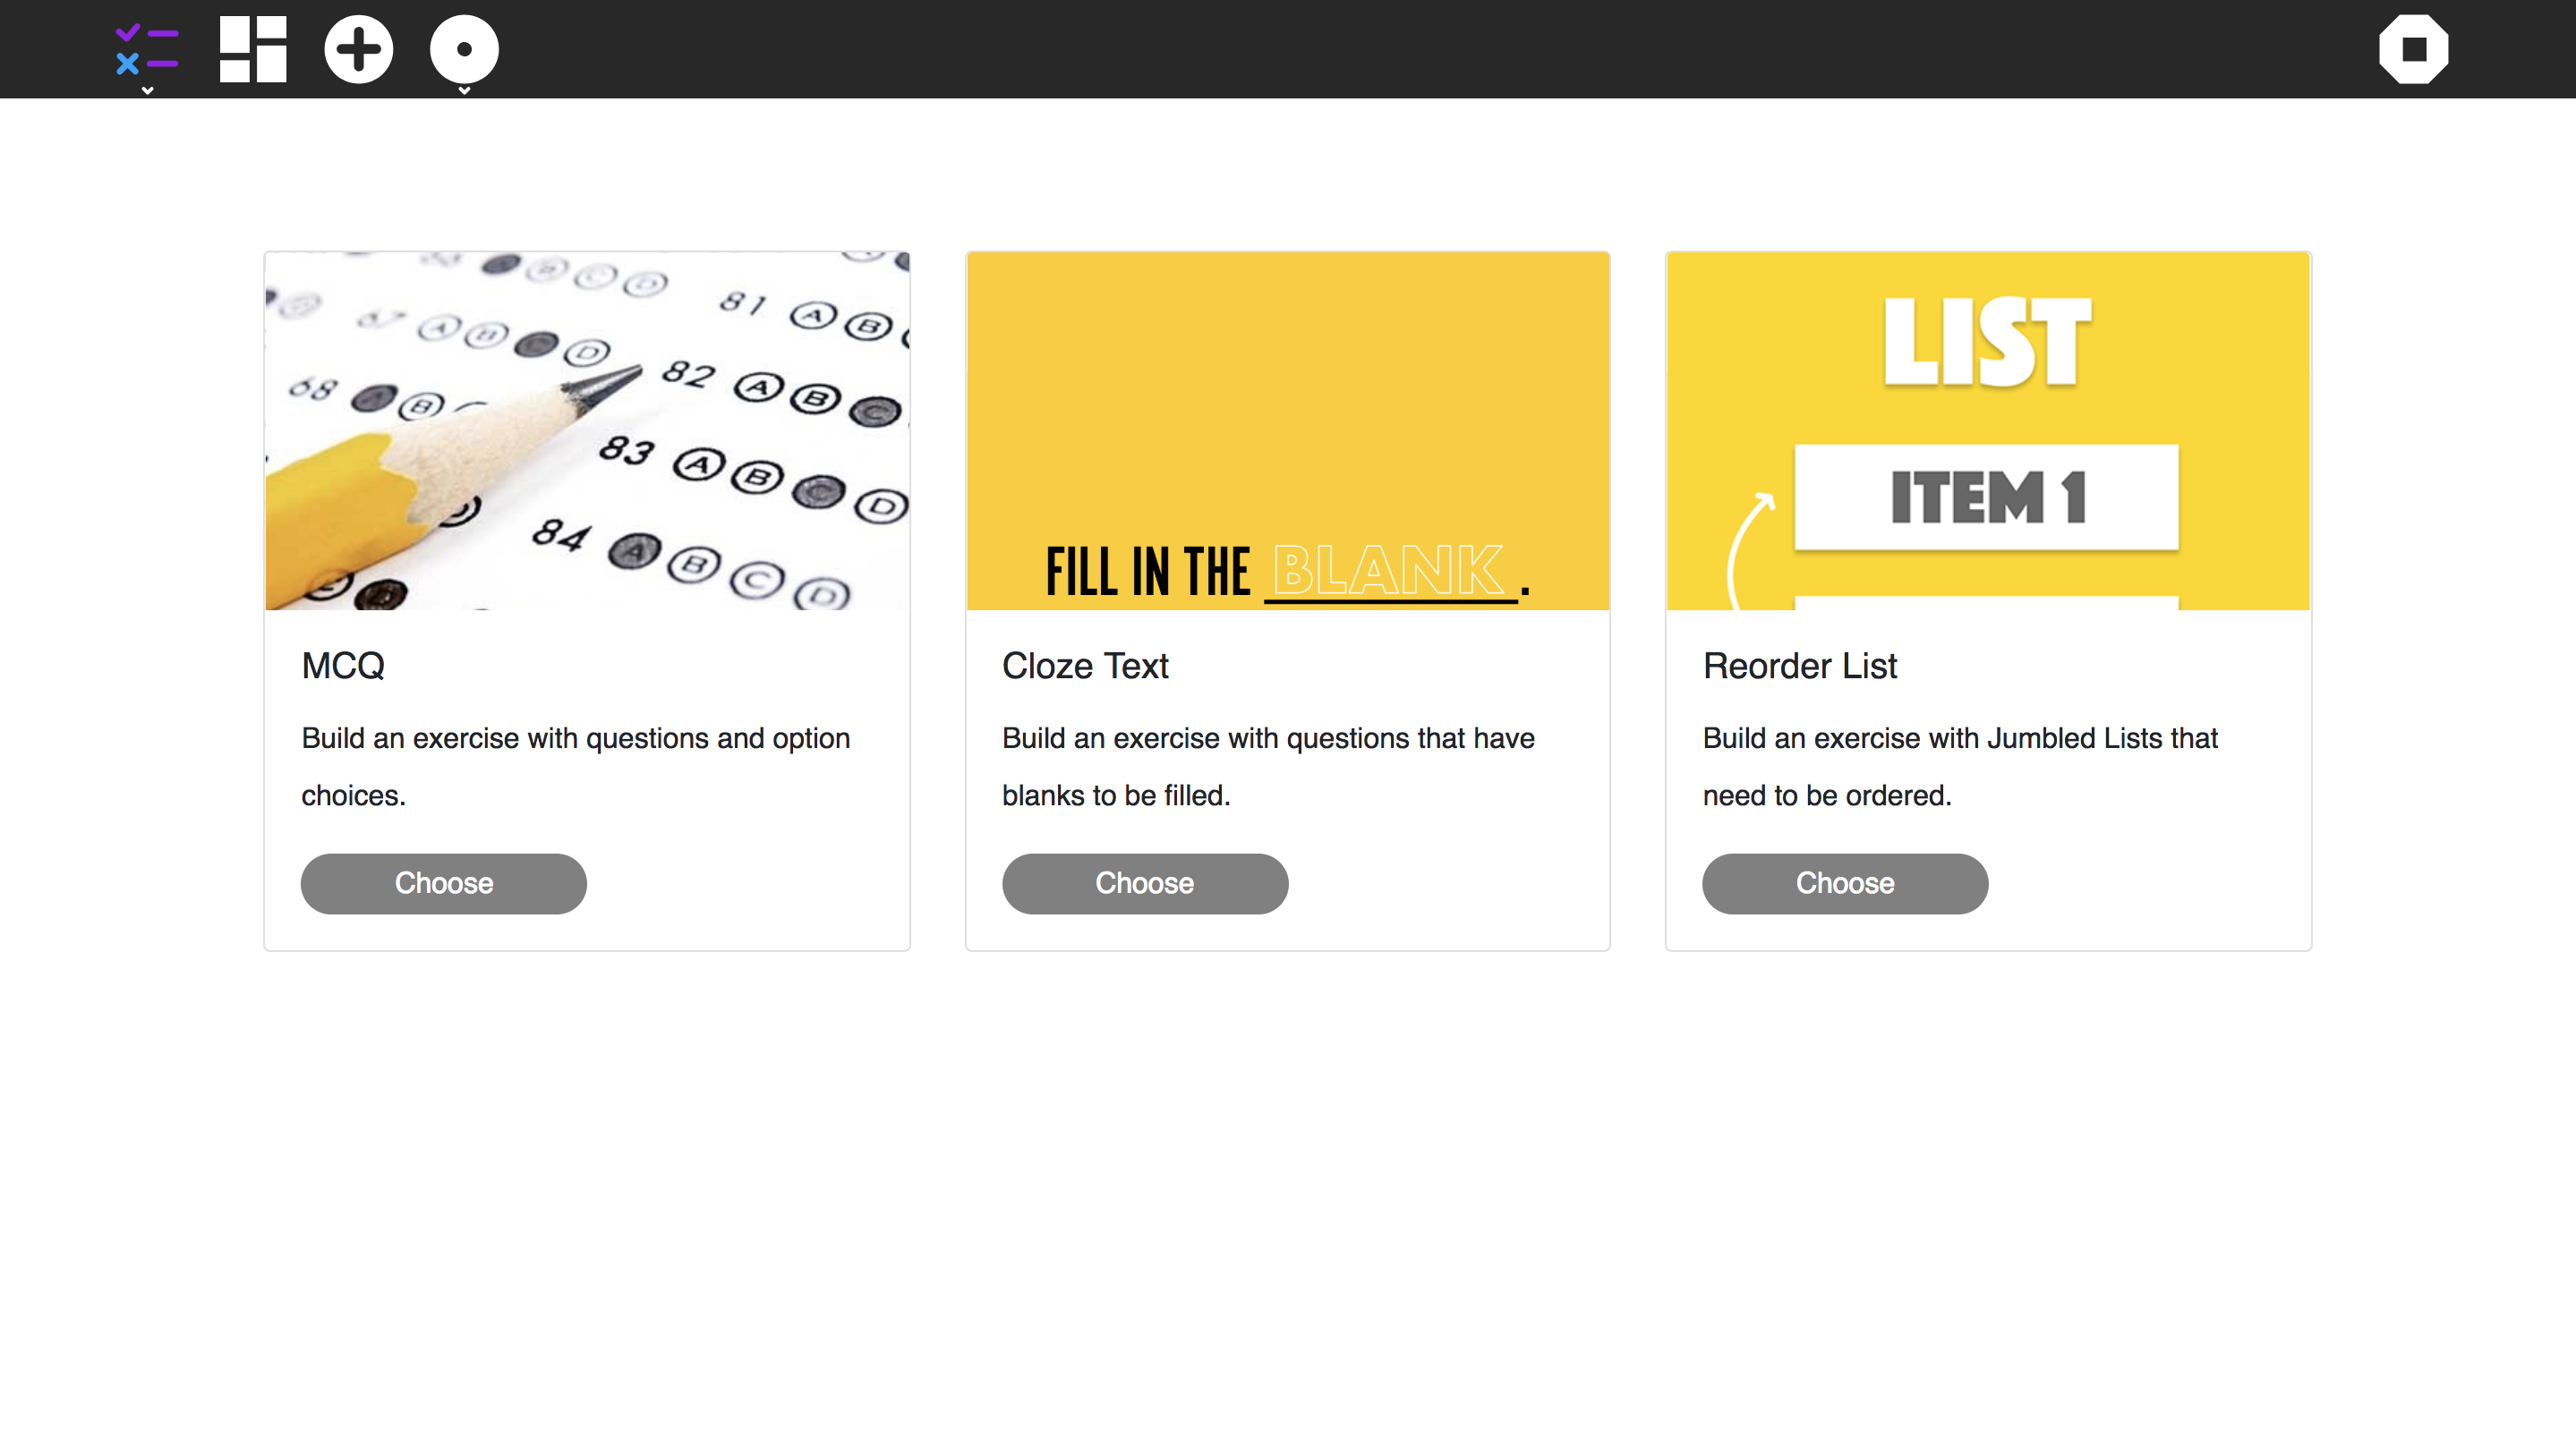 81 A B
67 A B C D
82 A B C
68 B
83 A B C D
84 A B C D
FILL IN THE BLANK.
LIST
ITEM 1
MCQ
Build an exercise with questions and option
choices.
Choose
Cloze Text
Build an exercise with questions that have
blanks to be filled.
Choose
Reorder List
Build an exercise with Jumbled Lists that
need to be ordered.
Choose